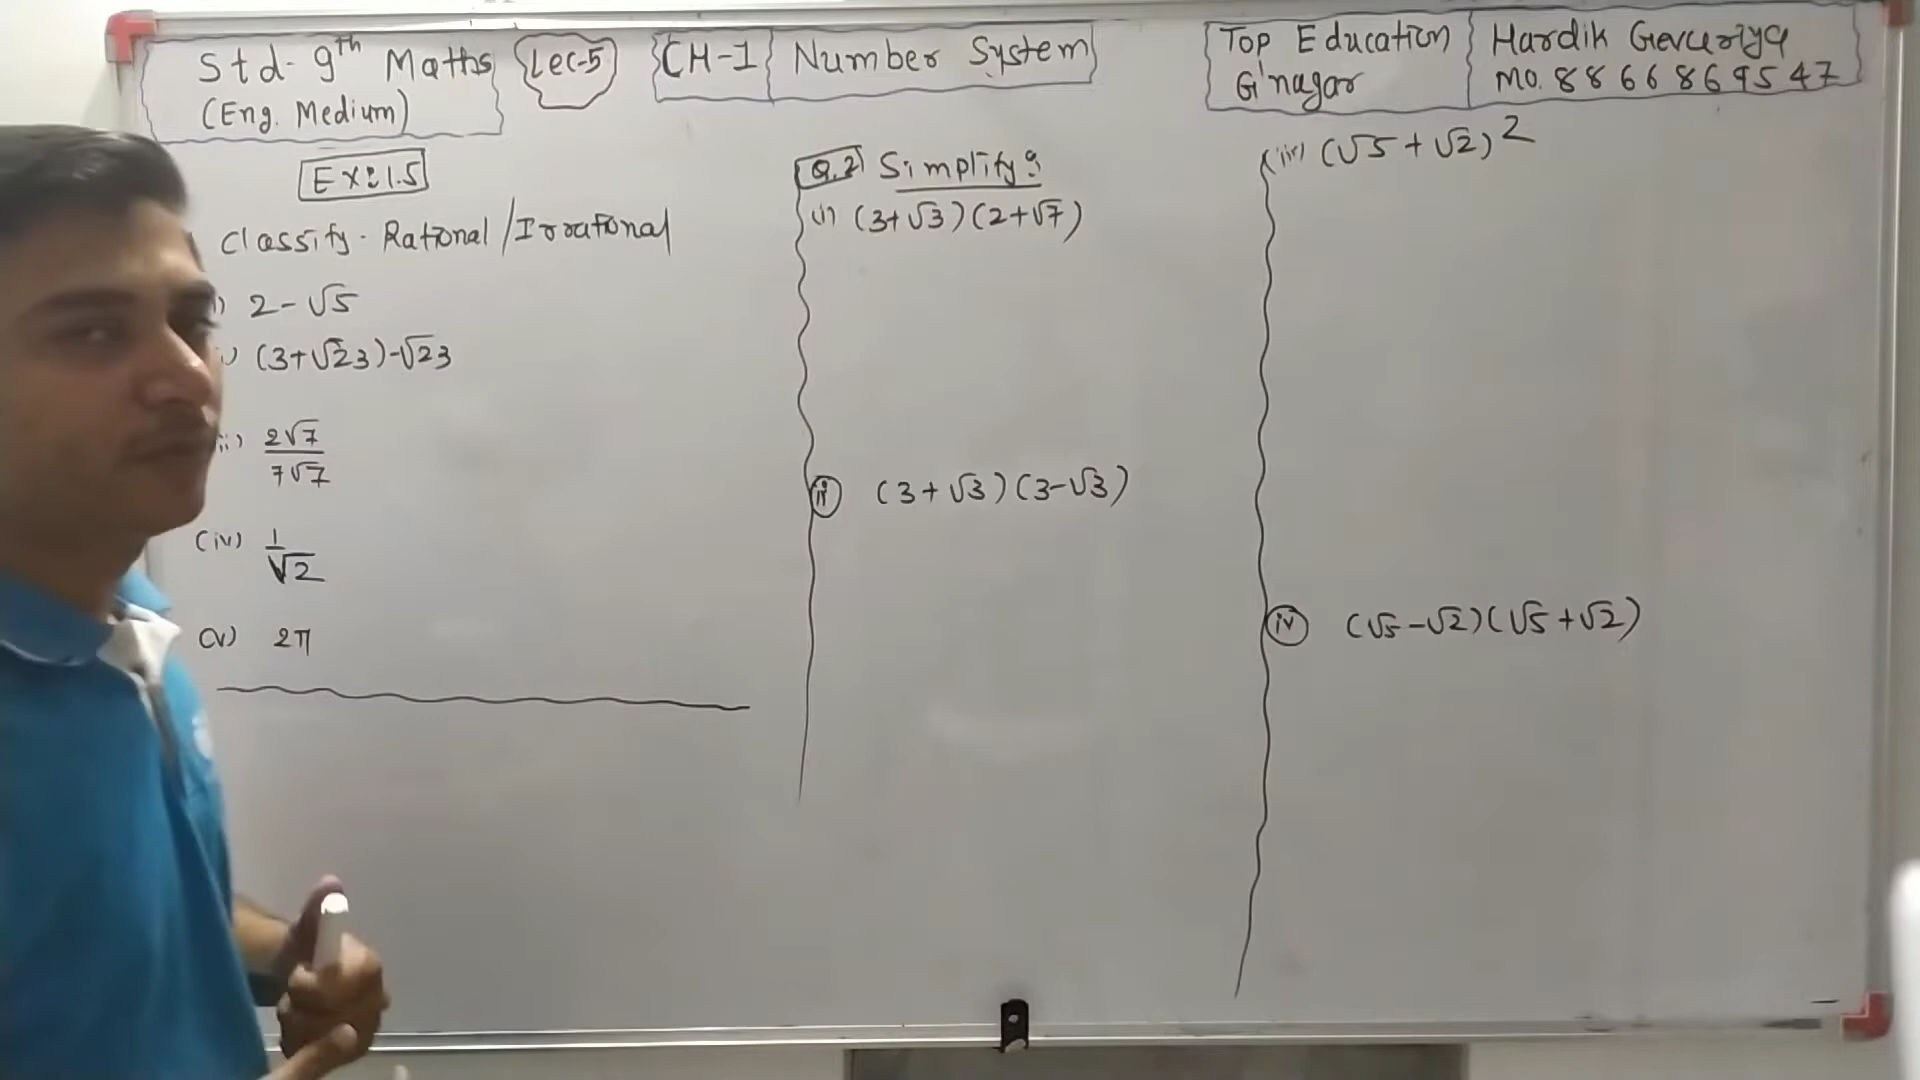 Std- 9th Maths
(Eng. Medium)
Lec-5
CH-1 Number System
Top Education
G'nagar
Hardik Gevariya
MO. 8866869547
Ex: 1.5
Classify - Rational / Irrational
) 2 - √5
) (3+√23)-√23
ii) 2√7 / 7√7
(iv) 1/√2
(v) 2π
Q.2 Simplify:
(i) (3+√3)(2+√7)
ii (3+√3)(3-√3)
(iii) (√5+√2)2
iv (√5-√2)(√5+√2)